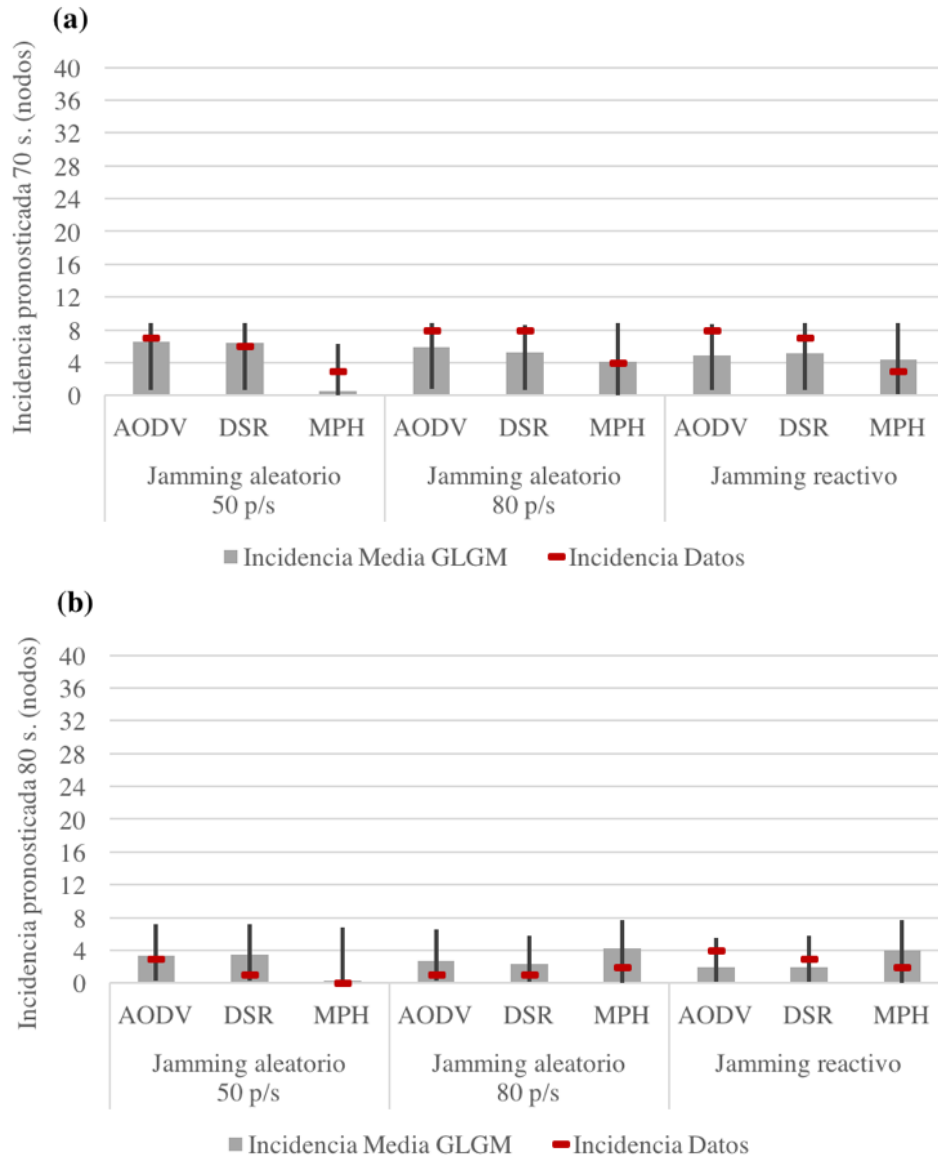 (a)
Incidencia pronosticada 70 s. (nodos)
40
36
32
28
24
20
16
12
8
4
0
AODV DSR MPH AODV DSR MPH AODV DSR MPH
Jamming aleatorio Jamming aleatorio Jamming reactivo
50 p/s 80 p/s
Incidencia Media GLGM Incidencia Datos
(b)
Incidencia pronosticada 80 s. (nodos)
40
36
32
28
24
20
16
12
8
4
0
AODV DSR MPH AODV DSR MPH AODV DSR MPH
Jamming aleatorio Jamming aleatorio Jamming reactivo
50 p/s 80 p/s
Incidencia Media GLGM Incidencia Datos